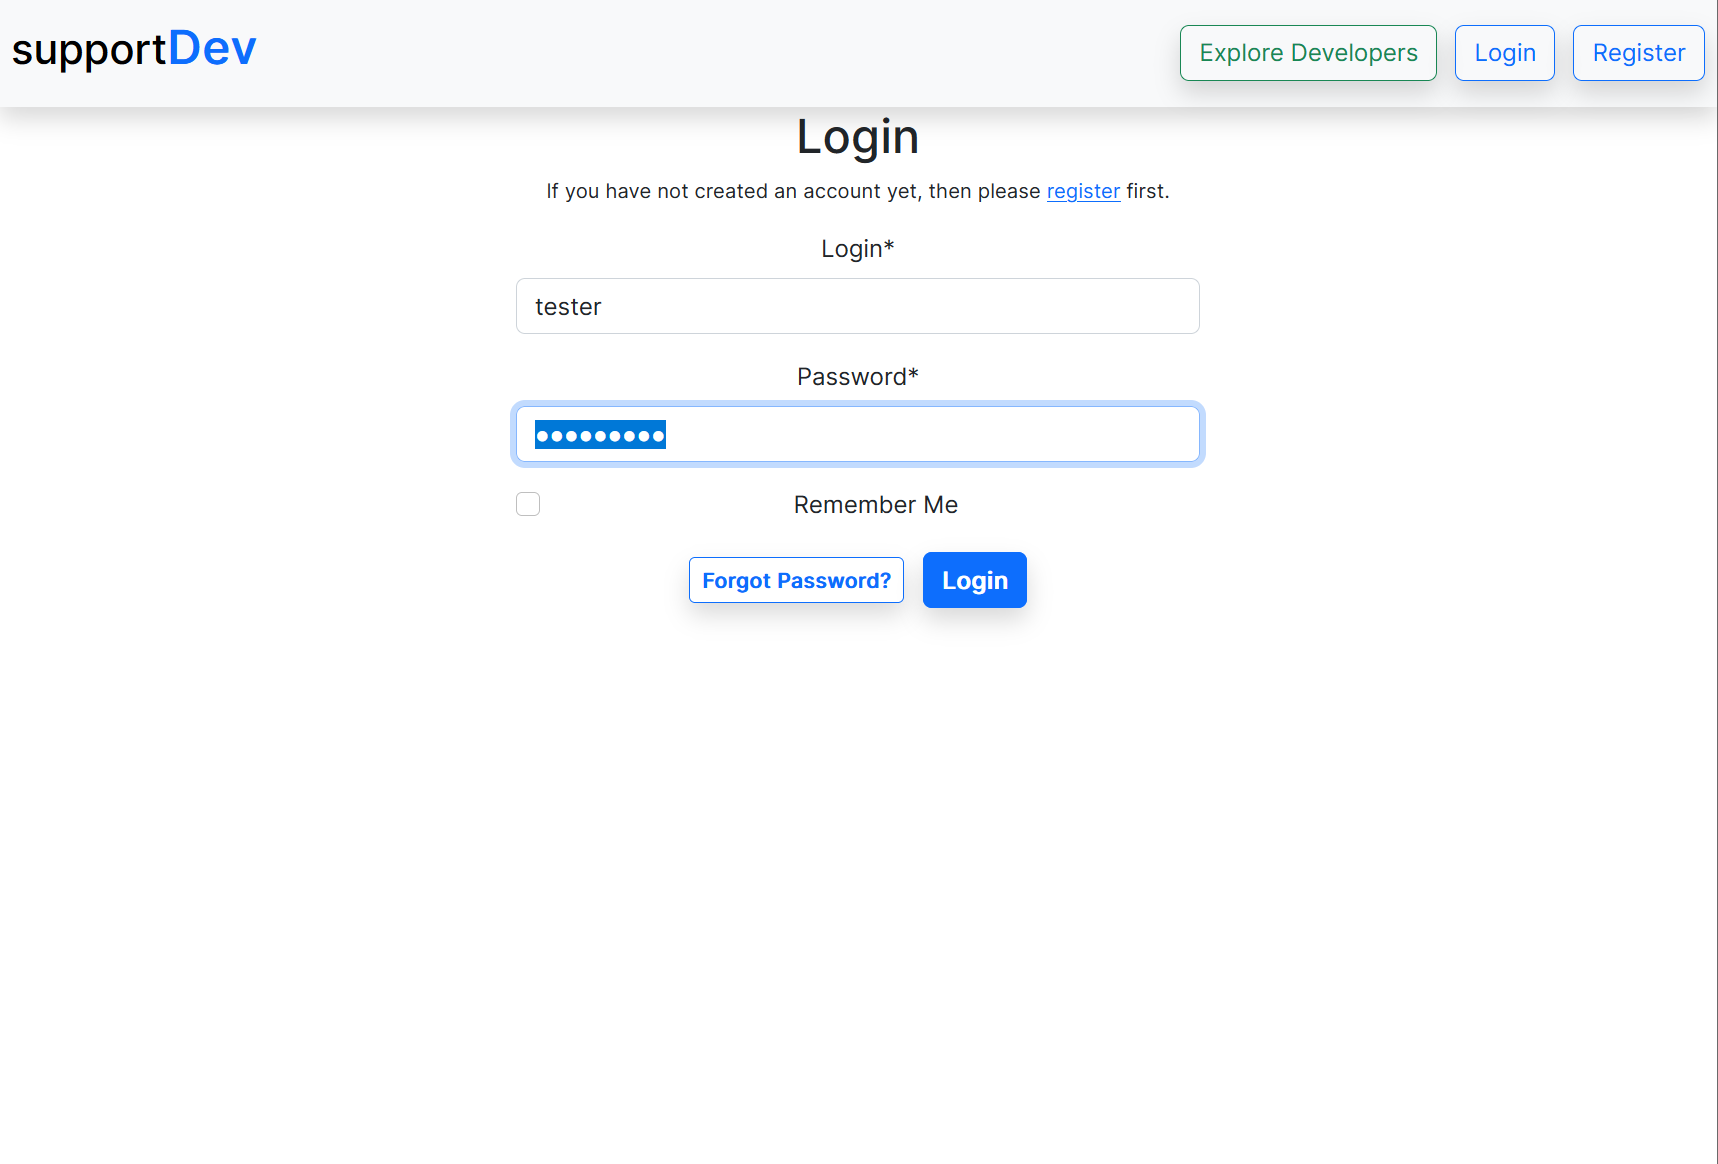 supportDev
Explore Developers
Login
Register
Login
If you have not created an account yet, then please register first.
Login*
tester
Password*
•••••••••
Remember Me
Forgot Password?
Login